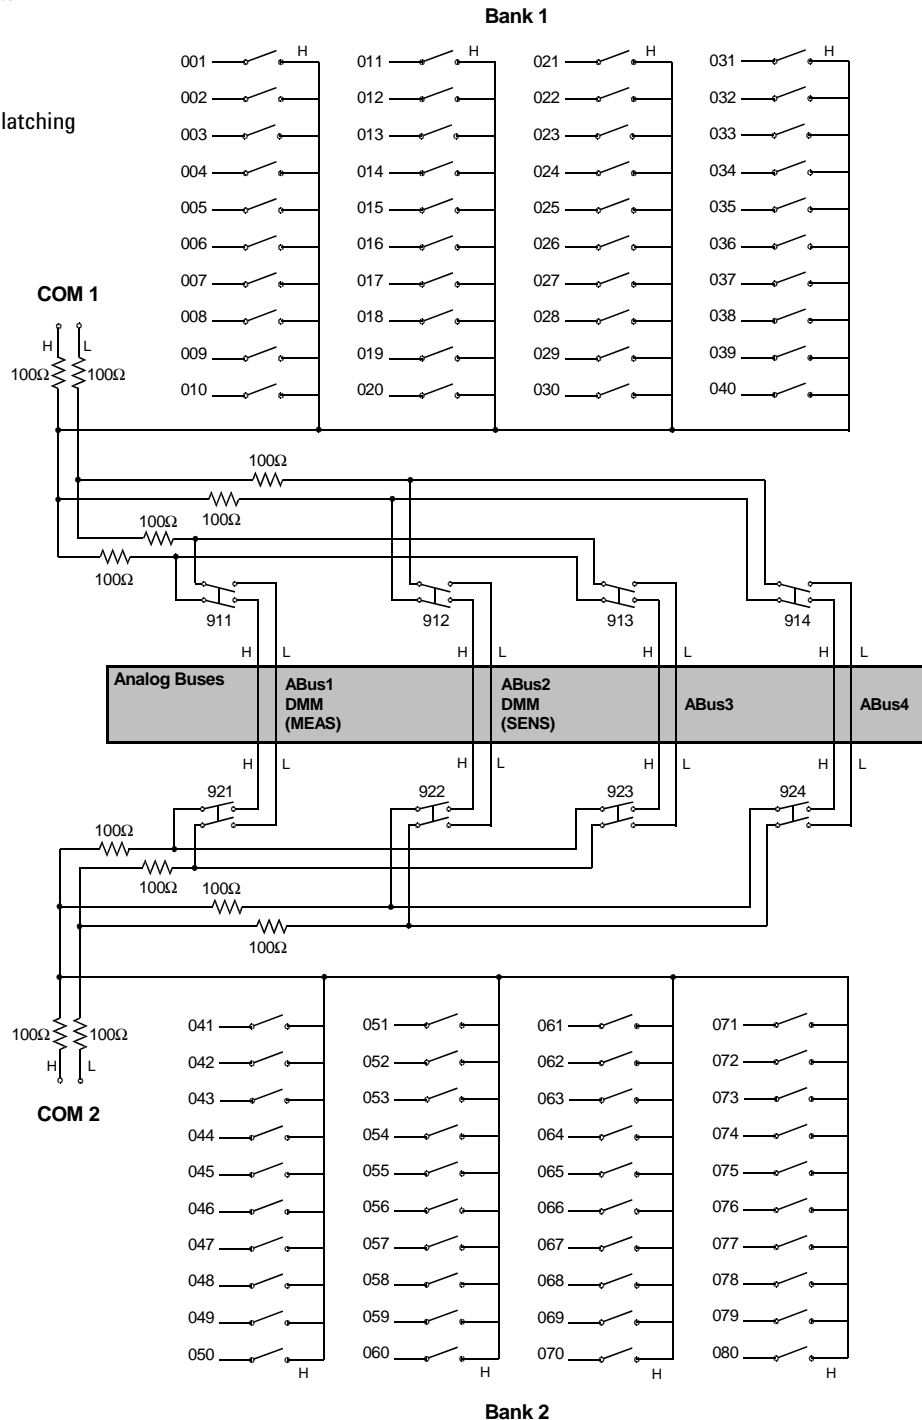 Bank 1
latching
H H H H
001 011 021 031
002 012 022 032
003 013 023 033
004 014 024 034
005 015 025 035
006 016 026 036
007 017 027 037
008 018 028 038
009 019 029 039
010 020 030 040
COM 1
H L
100Ω 100Ω
100Ω
100Ω
100Ω
100Ω
911 912 913 914
H L H L H L H L
Analog Buses
ABus1
DMM
(MEAS)
ABus2
DMM
(SENS)
ABus3
ABus4
H L H L H L H L
921 922 923 924
100Ω
100Ω 100Ω
100Ω
100Ω 100Ω
H L
COM 2
041 051 061 071
042 052 062 072
043 053 063 073
044 054 064 074
045 055 065 075
046 056 066 076
047 057 067 077
048 058 068 078
049 059 069 079
050 060 070 080
H H H H
Bank 2